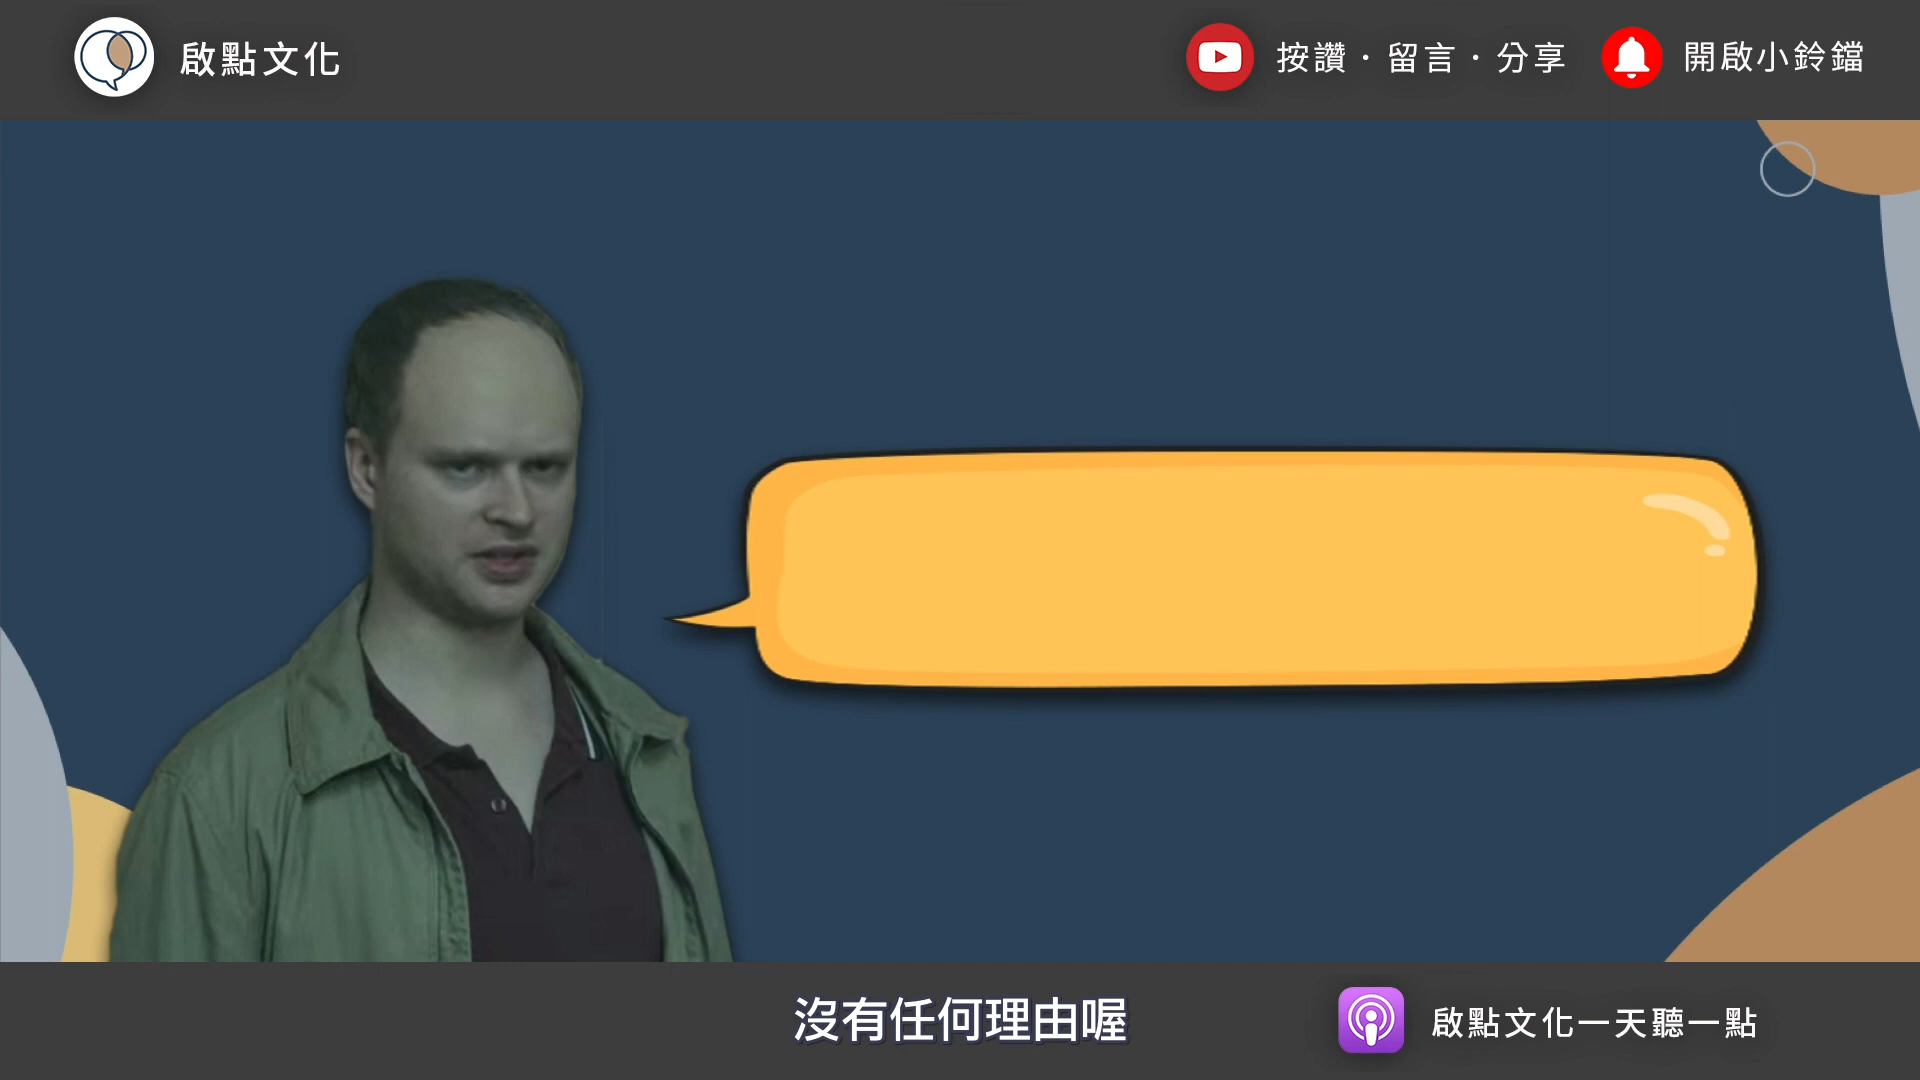 啟點文化
按讚・留言・分享
開啟小鈴鐺
沒有任何理由喔
啟點文化一天聽一點